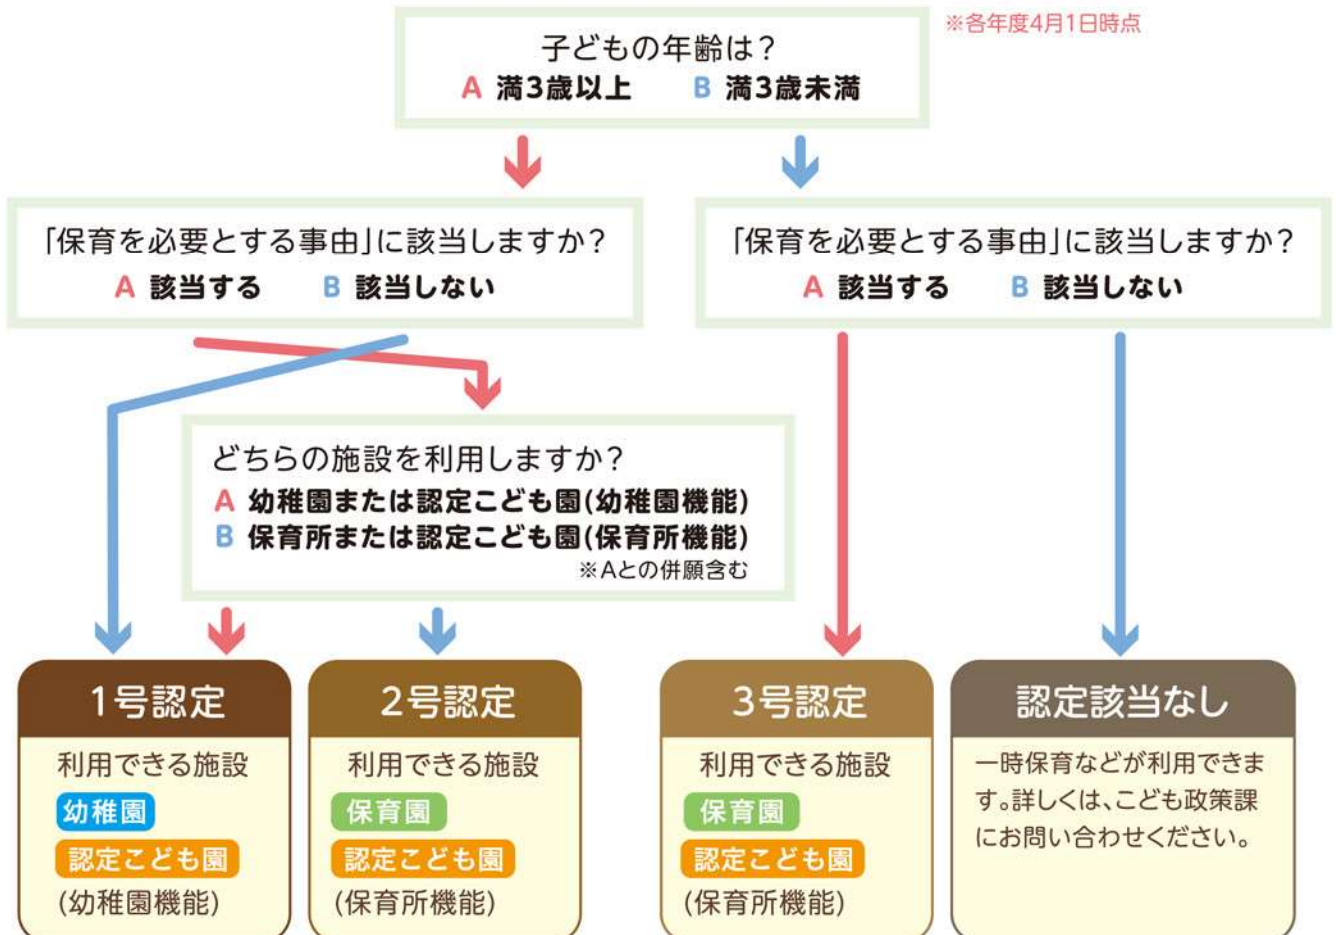 子どもの年齢は？
A 満3歳以上 B 満3歳未満
※各年度4月1日時点
「保育を必要とする事由」に該当しますか？
A 該当する B 該当しない
「保育を必要とする事由」に該当しますか？
A 該当する B 該当しない
どちらの施設を利用しますか？
A 幼稚園または認定こども園(幼稚園機能)
B 保育所または認定こども園(保育所機能)
※Aとの併願含む
1号認定
利用できる施設
幼稚園
認定こども園
(幼稚園機能)
2号認定
利用できる施設
保育園
認定こども園
(保育所機能)
3号認定
利用できる施設
保育園
認定こども園
(保育所機能)
認定該当なし
一時保育などが利用できま
す。詳しくは、こども政策課
にお問い合わせください。